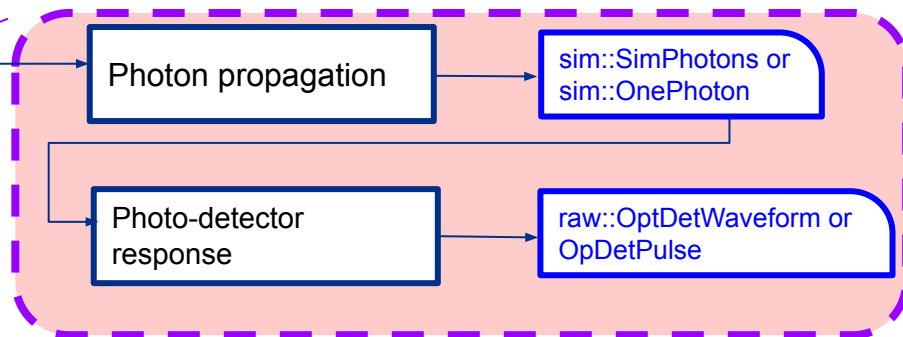 Photon propagation
sim::SimPhotons or
sim::OnePhoton
Photo-detector
response
raw::OptDetWaveform or
OpDetPulse